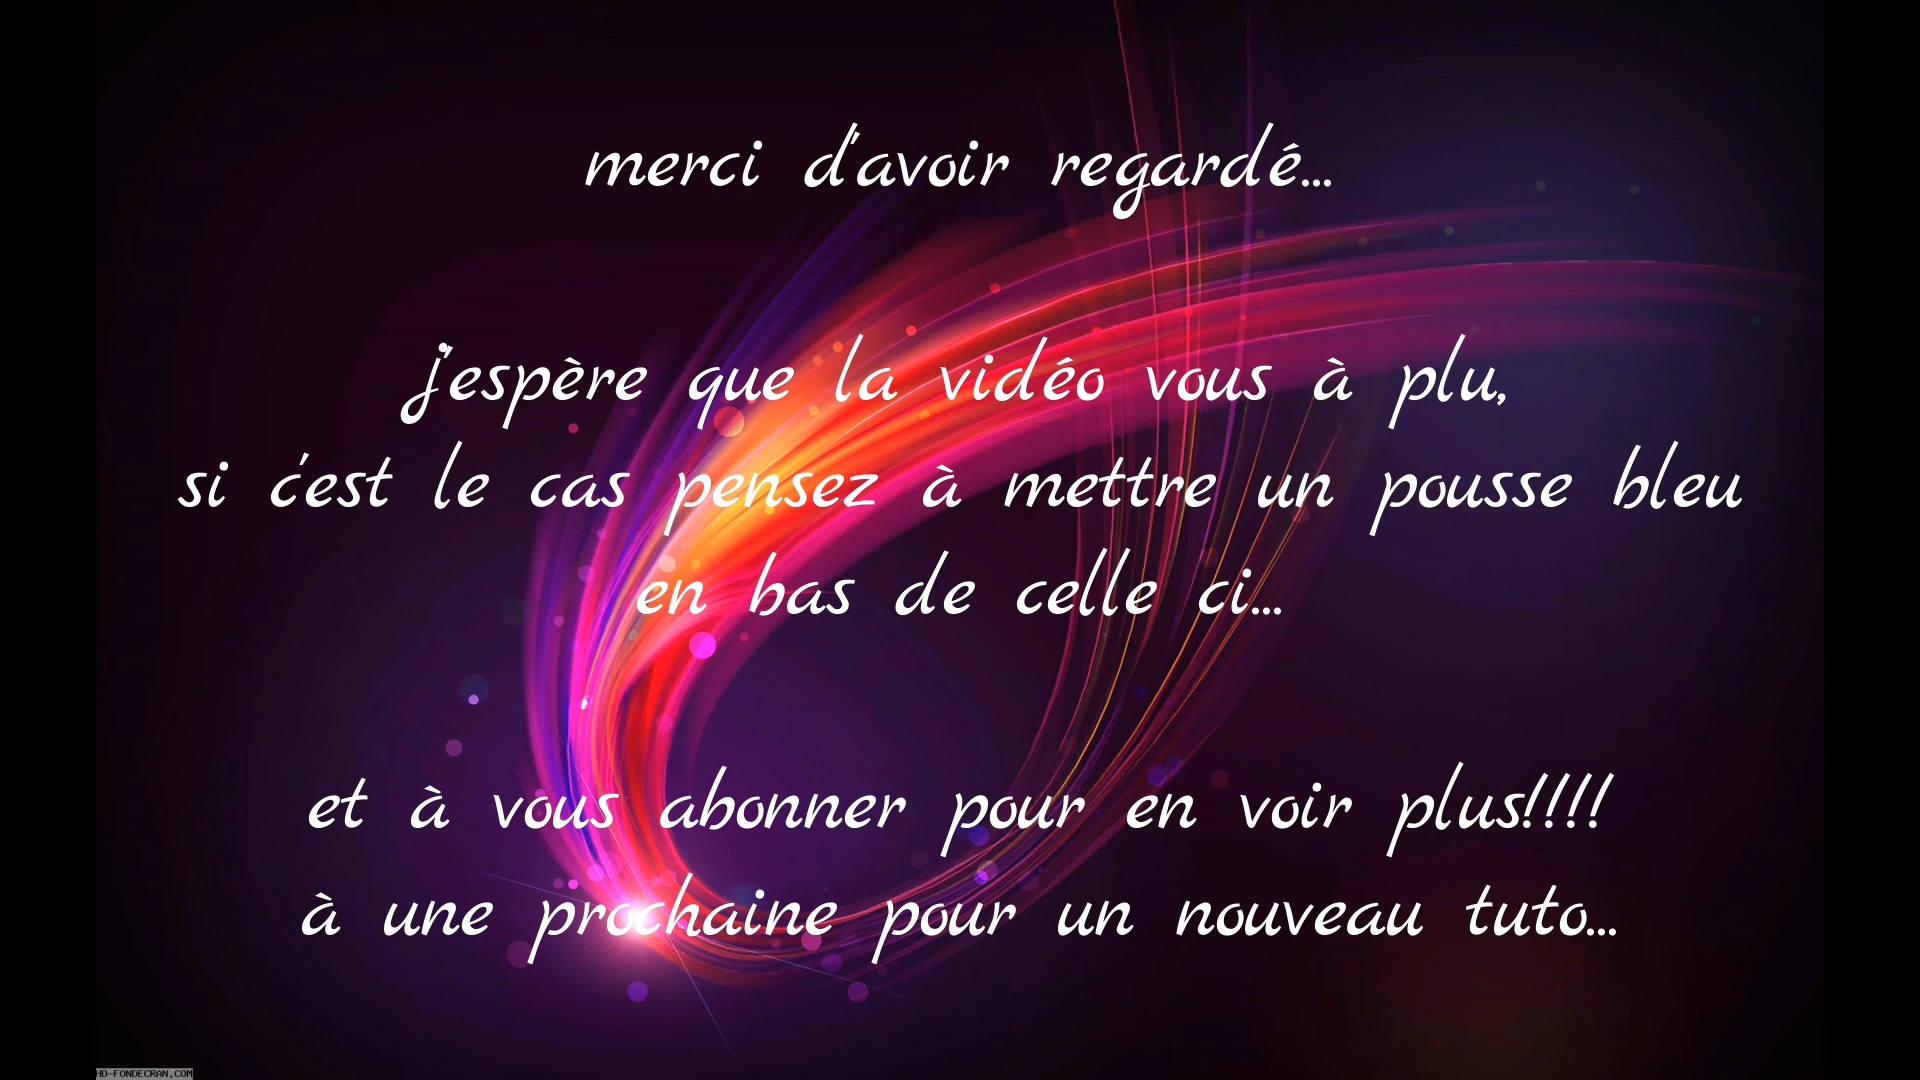 merci d'avoir regardé...
j'espère que la vidéo vous à plu,
si c'est le cas pensez à mettre un pousse bleu
en bas de celle ci...
et à vous abonner pour en voir plus!!!!
à une prochaine pour un nouveau tuto...
HD-FONDECRAN.COM